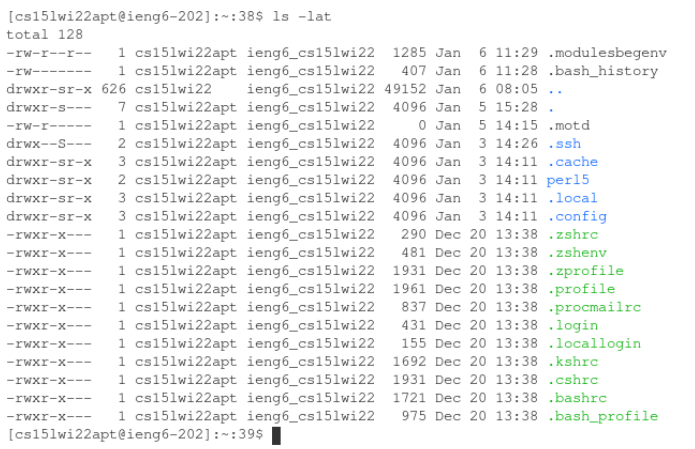 [cs15lwi22apt@ieng6-202]:~:38$ ls -lat
total 128
-rw-r--r--   1 cs15lwi22apt ieng6_cs15lwi22  1285 Jan  6 11:29 .modulesbegenv
-rw-------   1 cs15lwi22apt ieng6_cs15lwi22   407 Jan  6 11:28 .bash_history
drwxr-sr-x 626 cs15lwi22    ieng6_cs15lwi22 49152 Jan  6 08:05 ..
drwxr-s---   7 cs15lwi22apt ieng6_cs15lwi22  4096 Jan  5 15:28 .
-rw-r-----   1 cs15lwi22apt ieng6_cs15lwi22     0 Jan  5 14:15 .motd
drwx--S---   2 cs15lwi22apt ieng6_cs15lwi22  4096 Jan  3 14:26 .ssh
drwxr-sr-x   3 cs15lwi22apt ieng6_cs15lwi22  4096 Jan  3 14:11 .cache
drwxr-sr-x   2 cs15lwi22apt ieng6_cs15lwi22  4096 Jan  3 14:11 perl5
drwxr-sr-x   3 cs15lwi22apt ieng6_cs15lwi22  4096 Jan  3 14:11 .local
drwxr-sr-x   3 cs15lwi22apt ieng6_cs15lwi22  4096 Jan  3 14:11 .config
-rwxr-x---   1 cs15lwi22apt ieng6_cs15lwi22   290 Dec 20 13:38 .zshrc
-rwxr-x---   1 cs15lwi22apt ieng6_cs15lwi22   481 Dec 20 13:38 .zshenv
-rwxr-x---   1 cs15lwi22apt ieng6_cs15lwi22  1931 Dec 20 13:38 .zprofile
-rwxr-x---   1 cs15lwi22apt ieng6_cs15lwi22  1961 Dec 20 13:38 .profile
-rwxr-x---   1 cs15lwi22apt ieng6_cs15lwi22   837 Dec 20 13:38 .procmailrc
-rwxr-x---   1 cs15lwi22apt ieng6_cs15lwi22   431 Dec 20 13:38 .login
-rwxr-x---   1 cs15lwi22apt ieng6_cs15lwi22   155 Dec 20 13:38 .locallogin
-rwxr-x---   1 cs15lwi22apt ieng6_cs15lwi22  1692 Dec 20 13:38 .kshrc
-rwxr-x---   1 cs15lwi22apt ieng6_cs15lwi22  1931 Dec 20 13:38 .cshrc
-rwxr-x---   1 cs15lwi22apt ieng6_cs15lwi22  1721 Dec 20 13:38 .bashrc
-rwxr-x---   1 cs15lwi22apt ieng6_cs15lwi22   975 Dec 20 13:38 .bash_profile
[cs15lwi22apt@ieng6-202]:~:39$